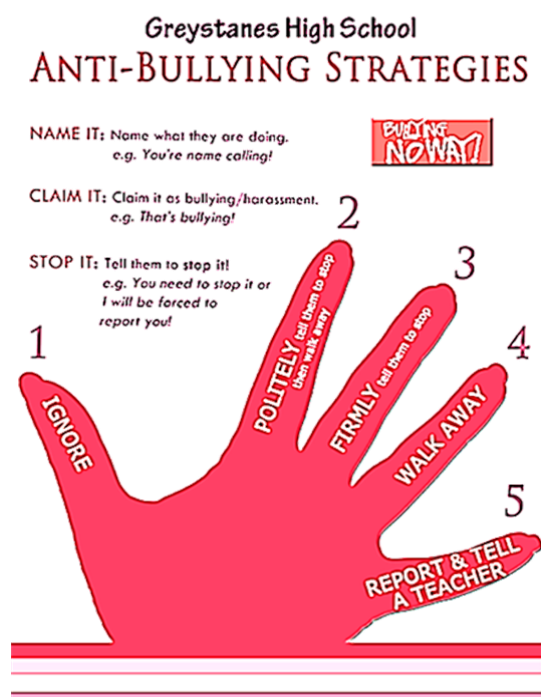 Greystanes High School
ANTI-BULLYING STRATEGIES
NAME IT: Name what they are doing.
e.g. You're name calling!
BULLYING
NO WAY!
CLAIM IT: Claim it as bullying/harassment.
e.g. That's bullying!
STOP IT: Tell them to stop it!
e.g. You need to stop it or
I will be forced to
report you!
1
IGNORE
2
POLITELY tell them to stop
then walk away
3
FIRMLY tell them to stop
4
WALK AWAY
5
REPORT & TELL
A TEACHER